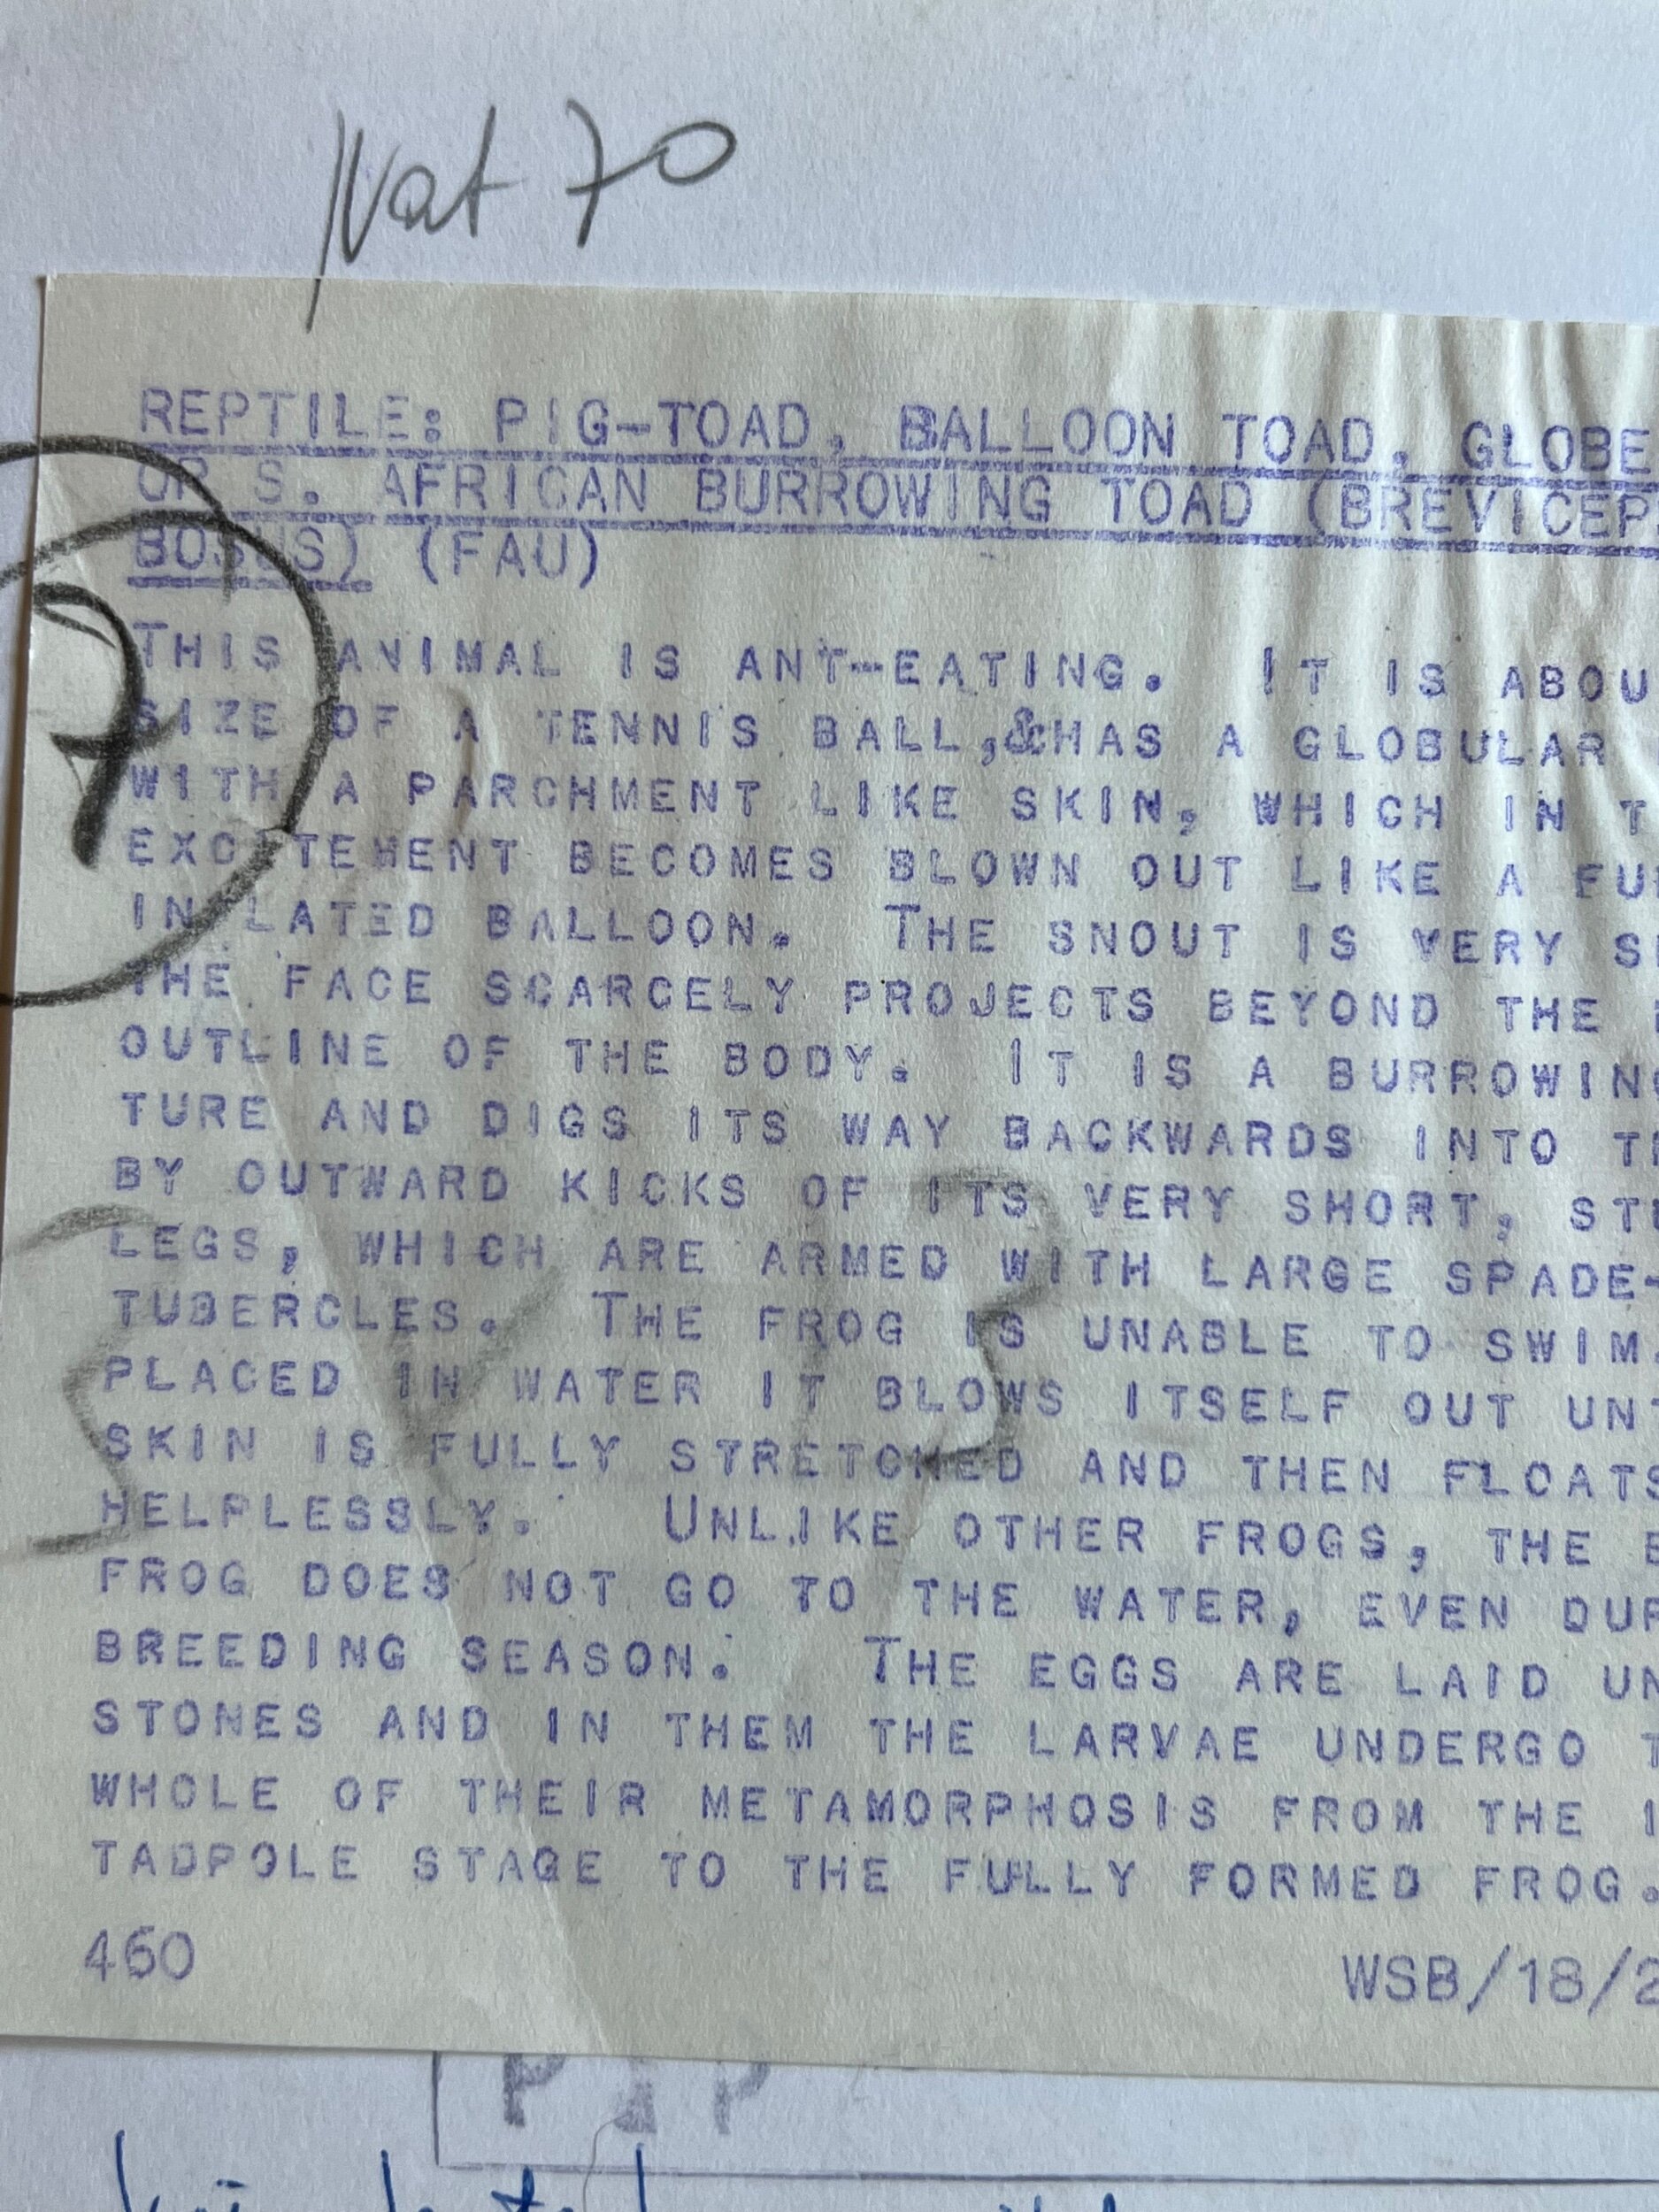 Nat 70
REPTILE: PIG-TOAD, BALLOON TOAD, GLOBE
OR S. AFRICAN BURROWING TOAD (BREVICEP
BOSUS) (FAU)
THIS ANIMAL IS ANT-EATING. IT IS ABOU
SIZE OF A TENNIS BALL,& HAS A GLOBULAR
WITH A PARCHMENT LIKE SKIN, WHICH IN T
EXCITEMENT BECOMES BLOWN OUT LIKE A FU
INFLATED BALLOON. THE SNOUT IS VERY S
THE FACE SCARCELY PROJECTS BEYOND THE
OUTLINE OF THE BODY. IT IS A BURROWING
TURE AND DIGS ITS WAY BACKWARDS INTO T
BY OUTWARD KICKS OF ITS VERY SHORT, ST
LEGS, WHICH ARE ARMED WITH LARGE SPADE-
TUBERCLES. THE FROG IS UNABLE TO SWIM.
PLACED IN WATER IT BLOWS ITSELF OUT UNT
SKIN IS FULLY STRETCHED AND THEN FLOATS
HELPLESSLY. UNLIKE OTHER FROGS, THE B
FROG DOES NOT GO TO THE WATER, EVEN DUR
BREEDING SEASON. THE EGGS ARE LAID UN
STONES AND IN THEM THE LARVAE UNDERGO T
WHOLE OF THEIR METAMORPHOSIS FROM THE
TADPOLE STAGE TO THE FULLY FORMED FROG.
460 WSB/18/2